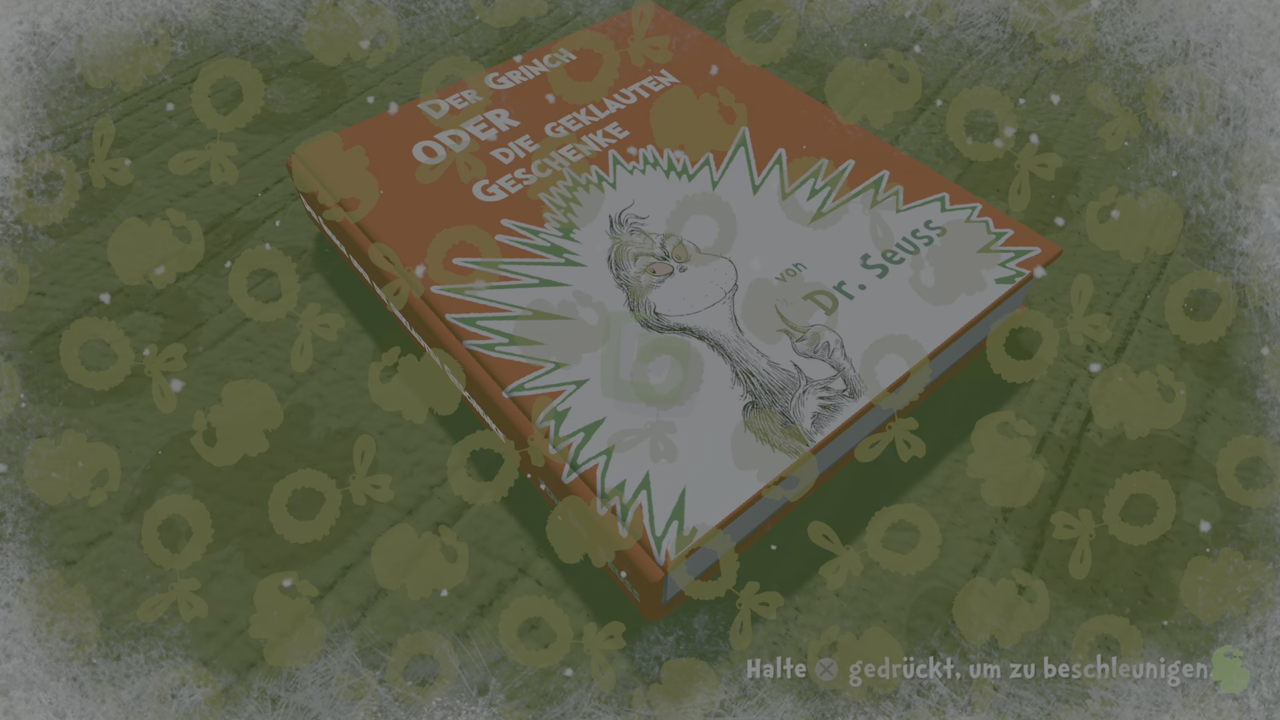 DER GRINCH
ODER
DIE GEKLAUTEN
GESCHENKE
von
Dr. Seuss
Halte ⓧ gedrückt, um zu beschleunigen